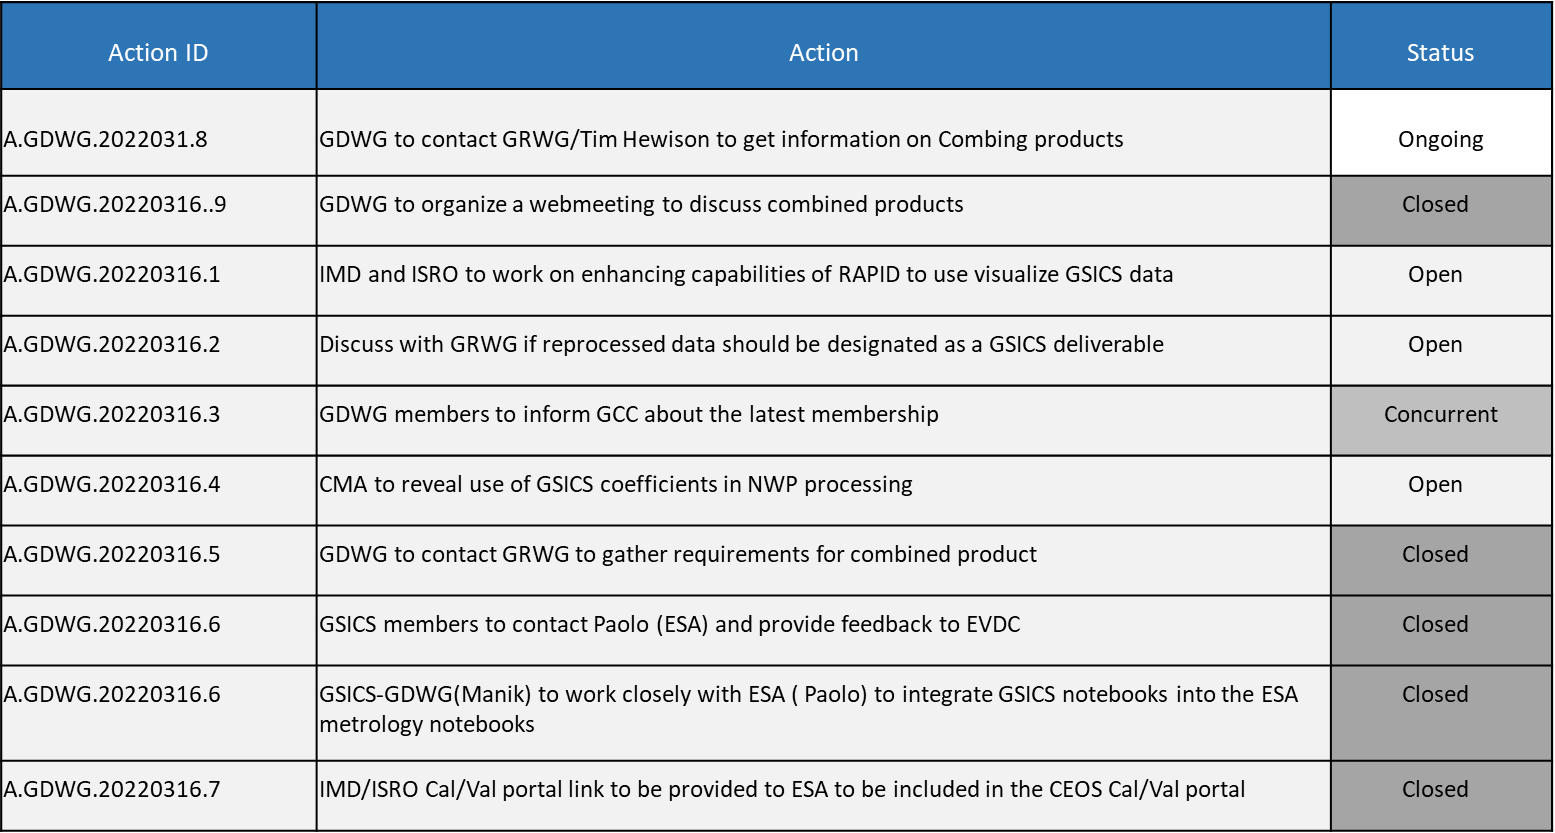 Action ID Action Status
A.GDWG.2022031.8 GDWG to contact GRWG/Tim Hewison to get information on Combing products Ongoing
A.GDWG.20220316..9 GDWG to organize a webmeeting to discuss combined products Closed
A.GDWG.20220316.1 IMD and ISRO to work on enhancing capabilities of RAPID to use visualize GSICS data Open
A.GDWG.20220316.2 Discuss with GRWG if reprocessed data should be designated as a GSICS deliverable Open
A.GDWG.20220316.3 GDWG members to inform GCC about the latest membership Concurrent
A.GDWG.20220316.4 CMA to reveal use of GSICS coefficients in NWP processing Open
A.GDWG.20220316.5 GDWG to contact GRWG to gather requirements for combined product Closed
A.GDWG.20220316.6 GSICS members to contact Paolo (ESA) and provide feedback to EVDC Closed
A.GDWG.20220316.6 GSICS-GDWG(Manik) to work closely with ESA ( Paolo) to integrate GSICS notebooks into the ESA Closed
metrology notebooks
A.GDWG.20220316.7 IMD/ISRO Cal/Val portal link to be provided to ESA to be included in the CEOS Cal/Val portal Closed